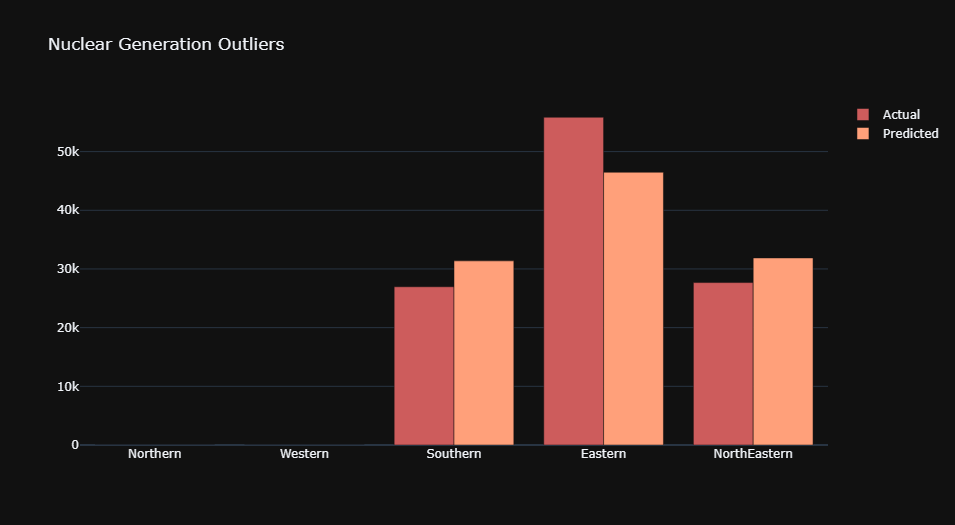 Nuclear Generation Outliers
Actual
Predicted
50k
40k
30k
20k
10k
0
Northern Western Southern Eastern NorthEastern